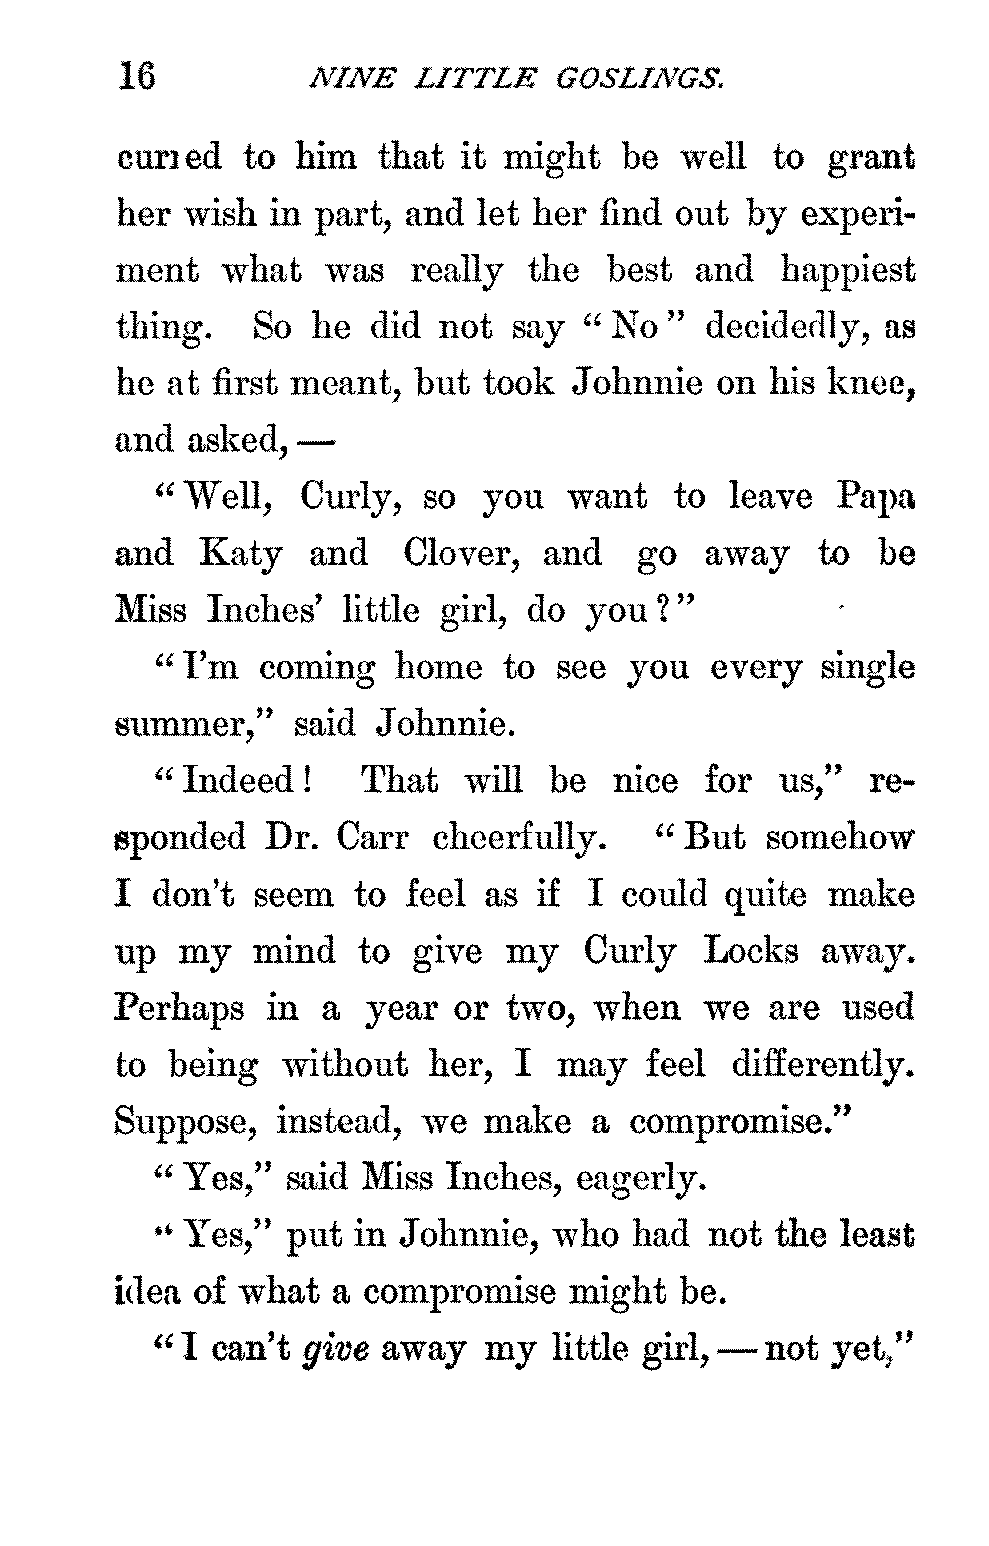 16 NINE LITTLE GOSLINGS.
curred to him that it might be well to grant
her wish in part, and let her find out by experi-
ment what was really the best and happiest
thing. So he did not say “No” decidedly, as
he at first meant, but took Johnnie on his knee,
and asked, —
“Well, Curly, so you want to leave Papa
and Katy and Clover, and go away to be
Miss Inches’ little girl, do you?”
“I’m coming home to see you every single
summer,” said Johnnie.
“Indeed! That will be nice for us,” re-
sponded Dr. Carr cheerfully. “But somehow
I don’t seem to feel as if I could quite make
up my mind to give my Curly Locks away.
Perhaps in a year or two, when we are used
to being without her, I may feel differently.
Suppose, instead, we make a compromise.”
“Yes,” said Miss Inches, eagerly.
“Yes,” put in Johnnie, who had not the least
idea of what a compromise might be.
“I can’t give away my little girl, — not yet,”